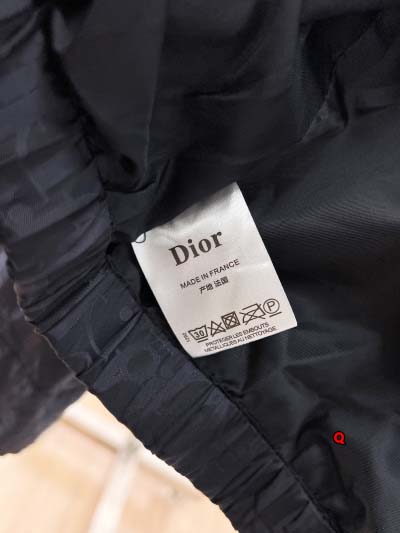 Dior
MADE IN FRANCE
产地 法国
30 P
PROTEGER LES EMBOUTS
METALLIQUES AU NETTOYAGE
Q